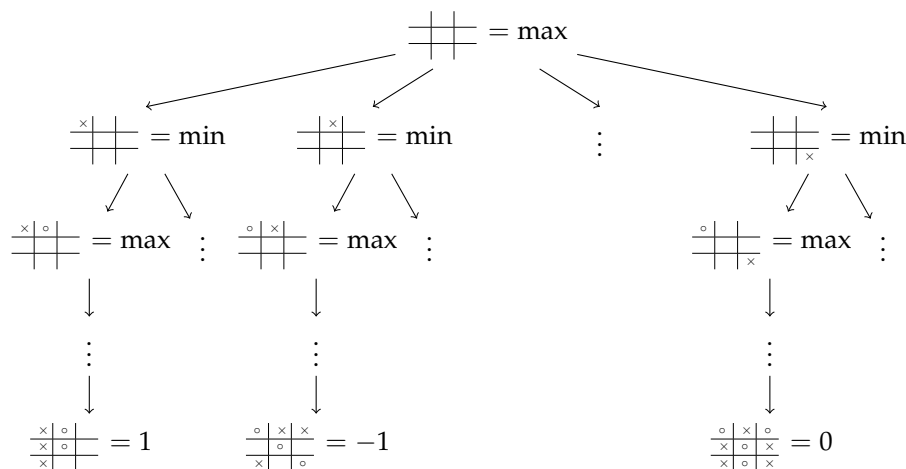 = max
× = min × = min ⋮ × = min
× ∘ = max ⋮ ∘ × = max ⋮ ∘ × = max ⋮
⋮ ⋮ ⋮
× ∘ × ∘ × = 1
∘ × × ∘ × ∘ = −1
∘ × ∘ × ∘ × × ∘ × = 0